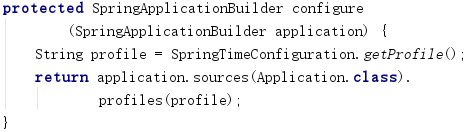 protected SpringApplicationBuilder configure
(SpringApplicationBuilder application) {
String profile = SpringTimeConfiguration.getProfile();
return application.sources(Application.class).
profiles(profile);
}